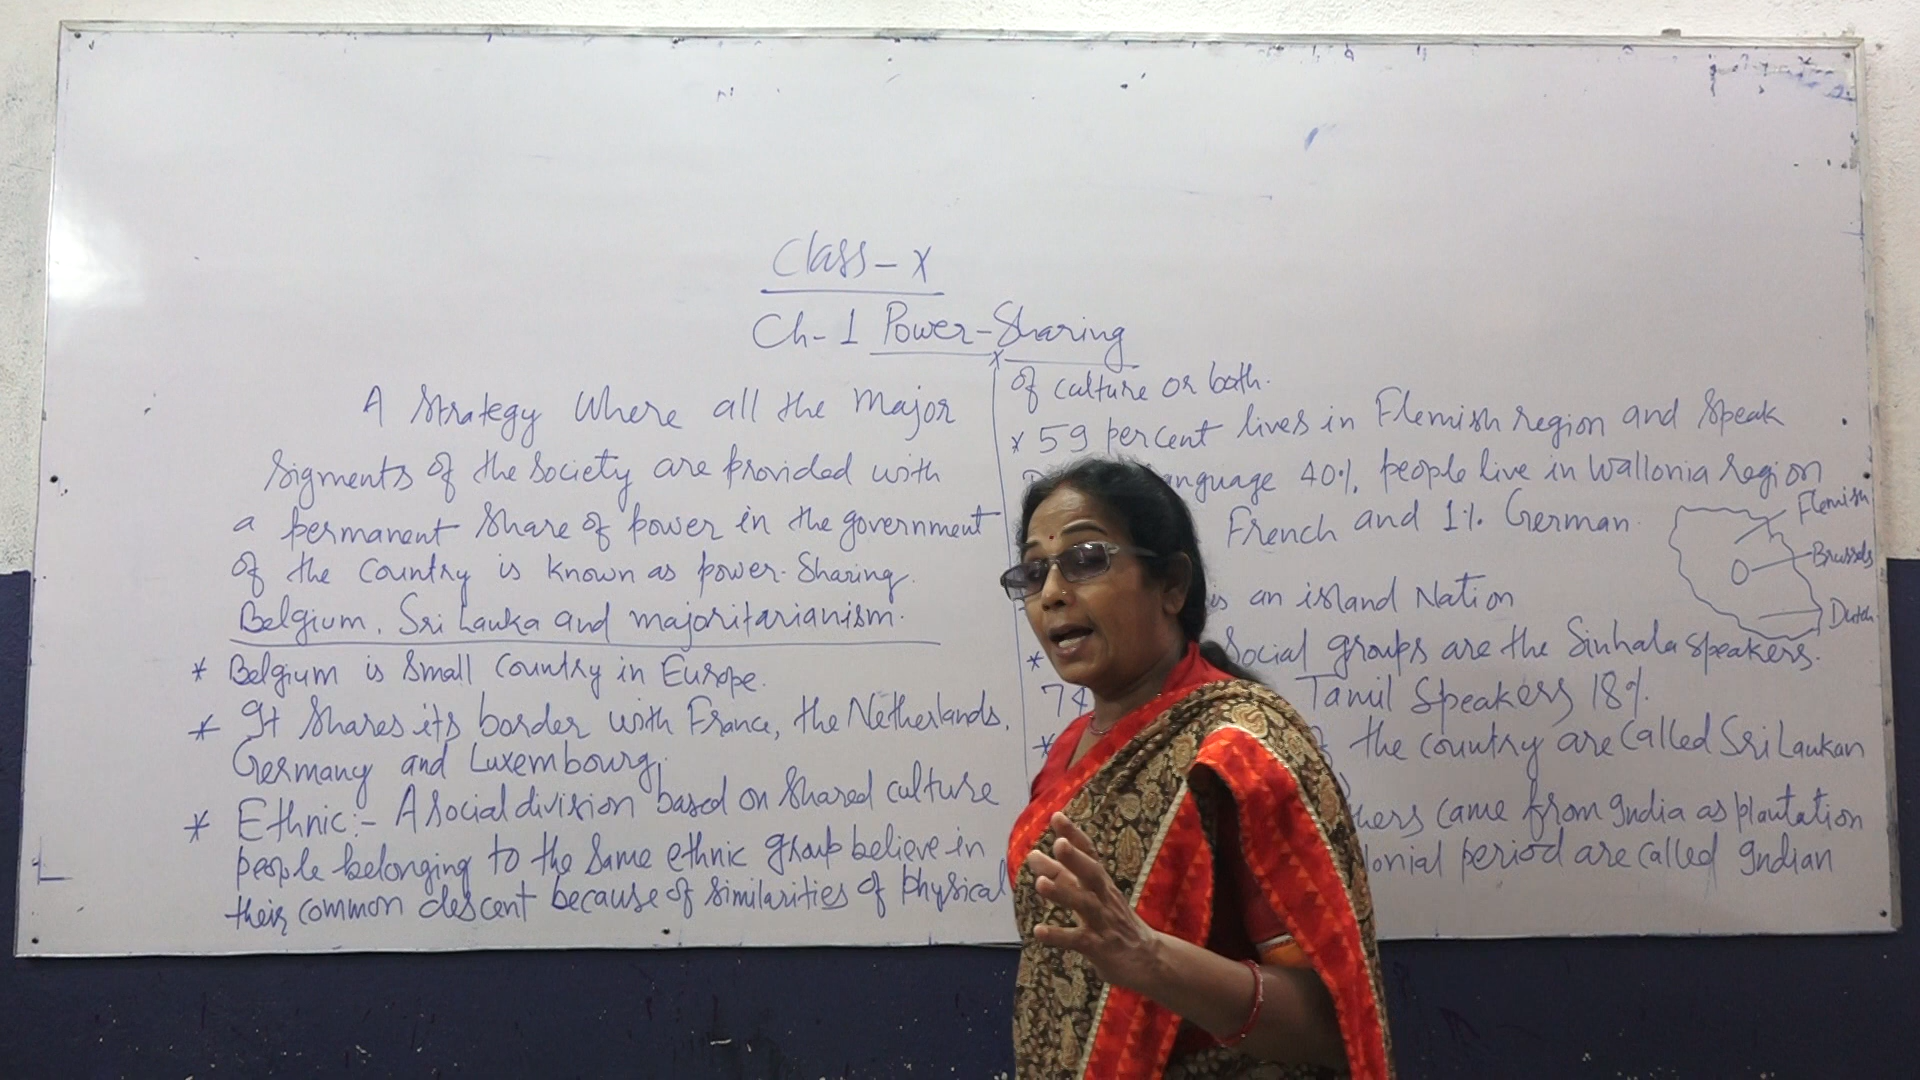 Class - X
Ch-1 Power-Sharing
A Strategy Where all the Major
Sigments of the Society are provided with
a permanent Share of power in the government
of the Country is known as power-Sharing.
Belgium, Sri Lanka and majoritarianism.
* Belgium is Small Country in Europe.
* It Shares its border with France, the Netherlands,
Germany and Luxembourg.
* Ethnic:- A Social division based on Shared culture
people belonging to the Same ethnic group believe in
their common descent because of Similarities of Physical
of culture or both.
* 59 percent lives in Flemish region and Speak
anguage 40% people live in Wallonia region
French and 1% German.
is an island Nation
* Social groups are the Sinhala Speakers.
74 Tamil Speakers 18%.
* the country are called Sri Lankan
hers came from India as plantation
lonial period are called Indian
Flemish
Brussels
Dutch